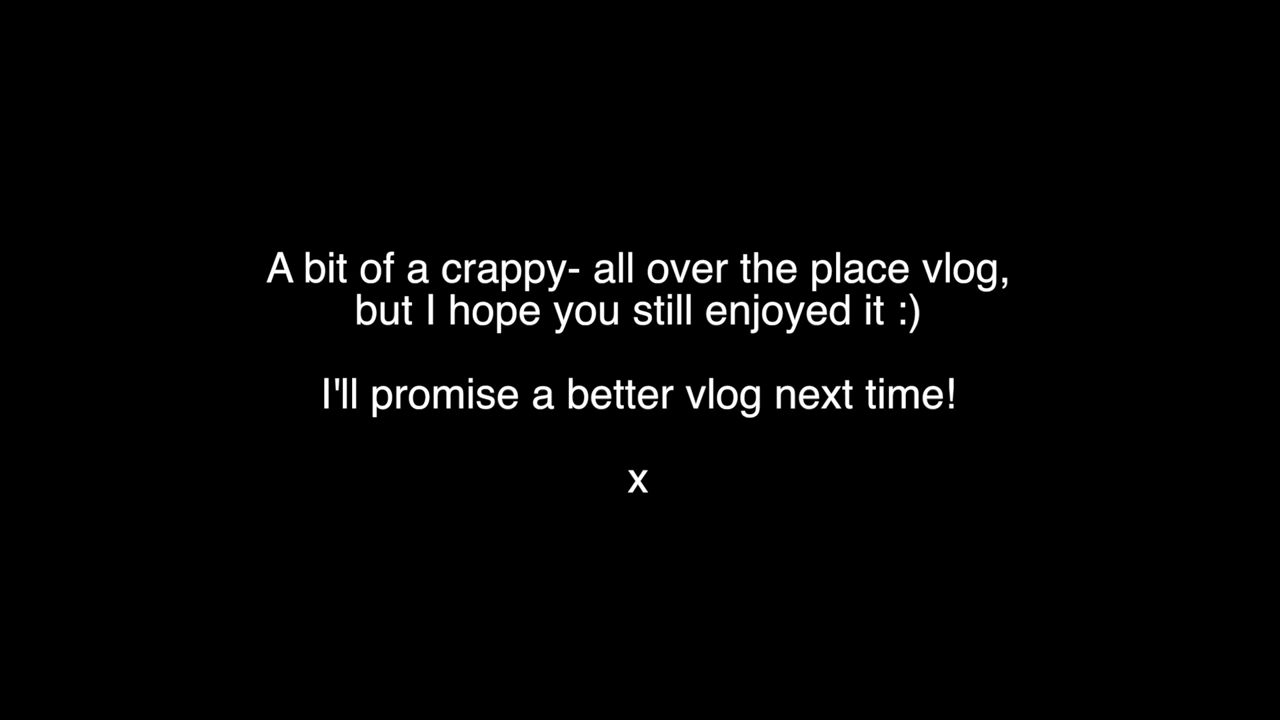 A bit of a crappy- all over the place vlog,
but I hope you still enjoyed it :)
I'll promise a better vlog next time!
x